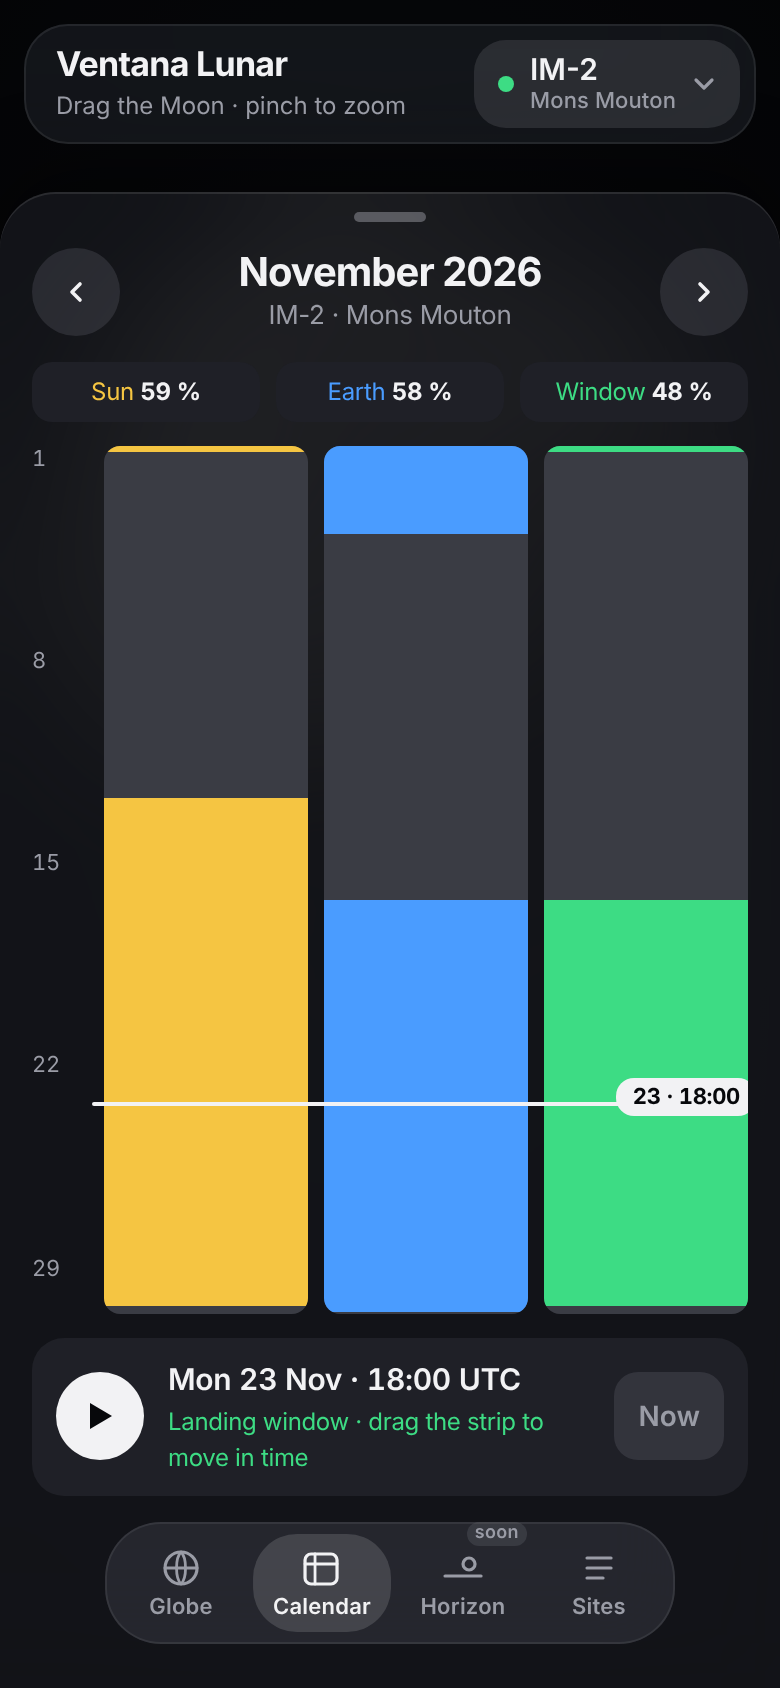 Ventana Lunar
Drag the Moon · pinch to zoom
IM-2
Mons Mouton
November 2026
IM-2 · Mons Mouton
Sun 59 %
Earth 58 %
Window 48 %
1
8
15
22
23 · 18:00
29
Mon 23 Nov · 18:00 UTC
Landing window · drag the strip to
move in time
Now
soon
Globe
Calendar
Horizon
Sites